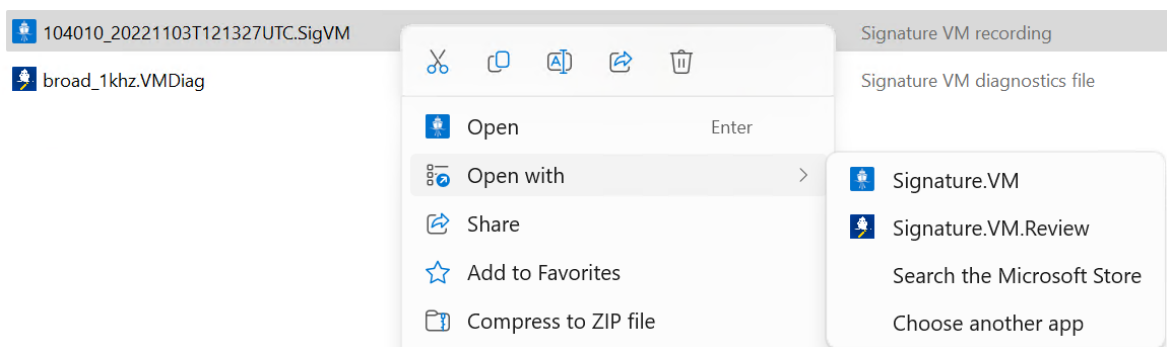 104010_20221103T121327UTC.SigVM
Signature VM recording
broad_1khz.VMDiag
Signature VM diagnostics file
A
Open
Enter
Open with
Share
Add to Favorites
Compress to ZIP file
Signature.VM
Signature.VM.Review
Search the Microsoft Store
Choose another app